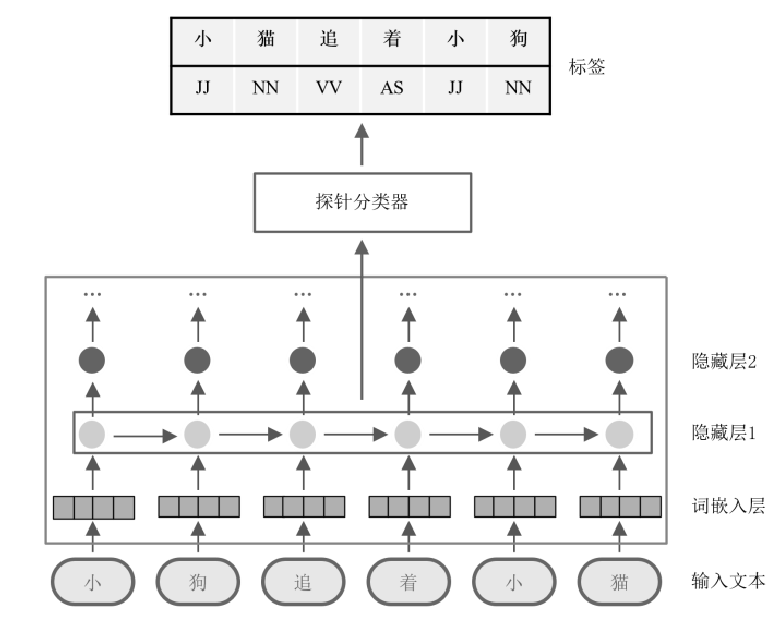 小 猫 追 着 小 狗
标签
JJ NN VV AS JJ NN
探针分类器
... ... ... ... ... ...
隐藏层2
隐藏层1
词嵌入层
小 狗 追 着 小 猫
输入文本